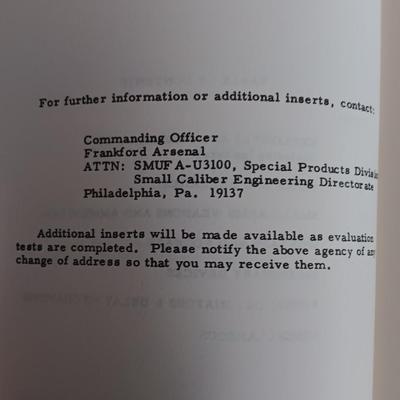 For further information or additional inserts, contact:
Commanding Officer
Frankford Arsenal
ATTN: SMUFA-U3100, Special Products Division
Small Caliber Engineering Directorate
Philadelphia, Pa. 19137
Additional inserts will be made available as evaluation
tests are completed. Please notify the above agency of any
change of address so that you may receive them.